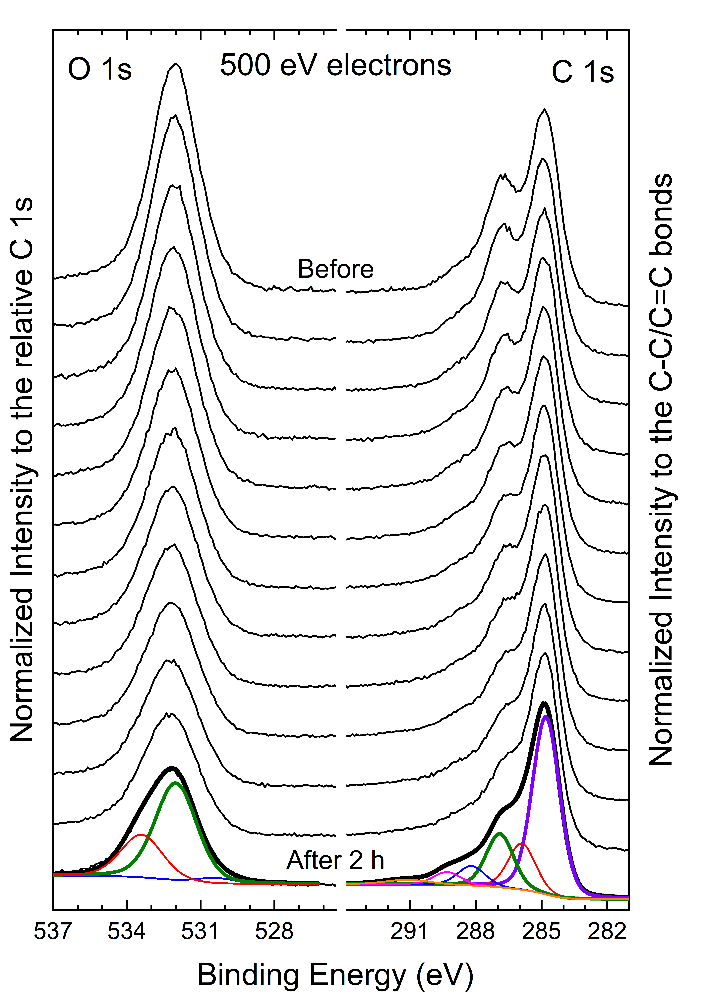 O 1s
500 eV electrons
C 1s
Normalized Intensity to the relative C 1s
Normalized Intensity to the C-C/C=C bonds
Before
After 2 h
537 534 531 528 291 288 285 282
Binding Energy (eV)